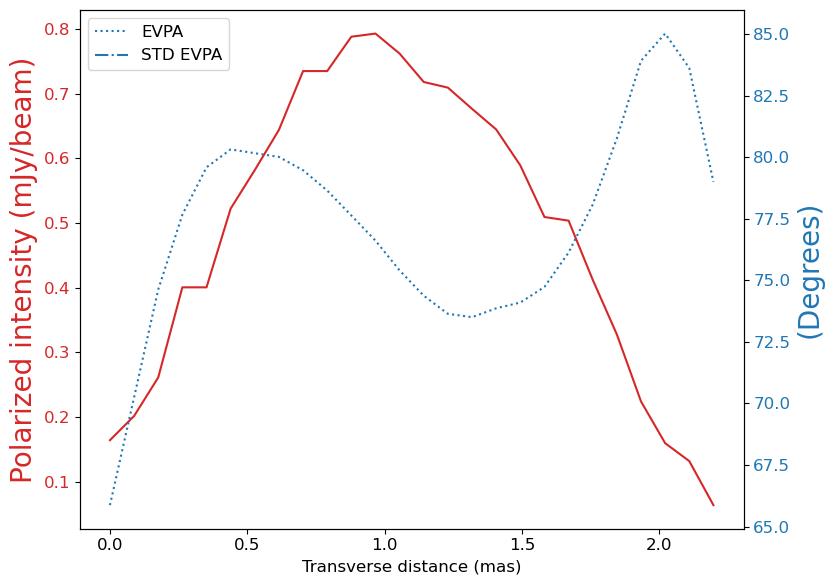 EVPA
STD EVPA
Polarized intensity (mJy/beam)
0.8
0.7
0.6
0.5
0.4
0.3
0.2
0.1
85.0
82.5
80.0
77.5
75.0
72.5
70.0
67.5
65.0
(Degrees)
0.0 0.5 1.0 1.5 2.0
Transverse distance (mas)